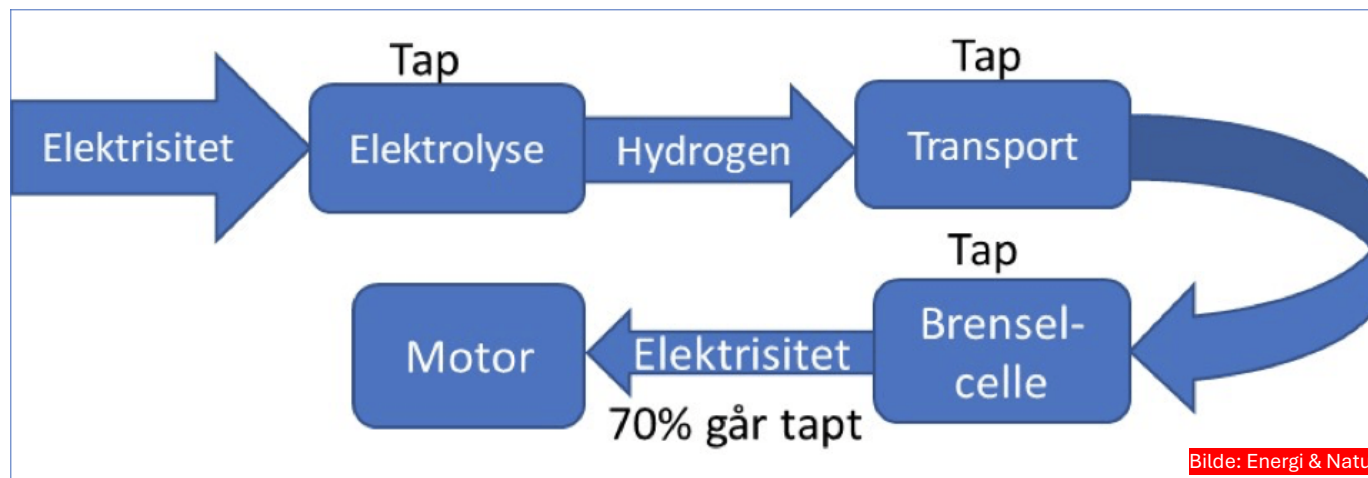 Tap
Elektrisitet
Elektrolyse
Hydrogen
Tap
Transport
Tap
Brensel-
celle
Elektrisitet
70% går tapt
Motor
Bilde: Energi & Natu